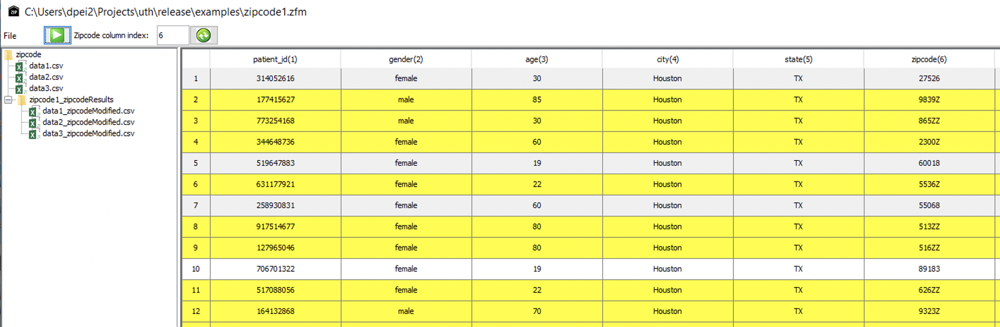 ZIP C:\Users\dpei2\Projects\uth\release\examples\zipcode1.zfm
File Zipcode column index: 6
zipcode
data1.csv
data2.csv
data3.csv
zipcode1_zipcodeResults
data1_zipcodeModified.csv
data2_zipcodeModified.csv
data3_zipcodeModified.csv
patient_id(1) gender(2) age(3) city(4) state(5) zipcode(6)
1 314052616 female 30 Houston TX 27526
2 177415627 male 85 Houston TX 9839Z
3 773254168 male 30 Houston TX 865ZZ
4 344648736 female 60 Houston TX 2300Z
5 519647883 female 19 Houston TX 60018
6 631177921 female 22 Houston TX 5536Z
7 258930831 female 60 Houston TX 55068
8 917514677 female 80 Houston TX 513ZZ
9 127965046 female 80 Houston TX 516ZZ
10 706701322 female 19 Houston TX 89183
11 517088056 female 22 Houston TX 626ZZ
12 164132868 male 70 Houston TX 9323Z